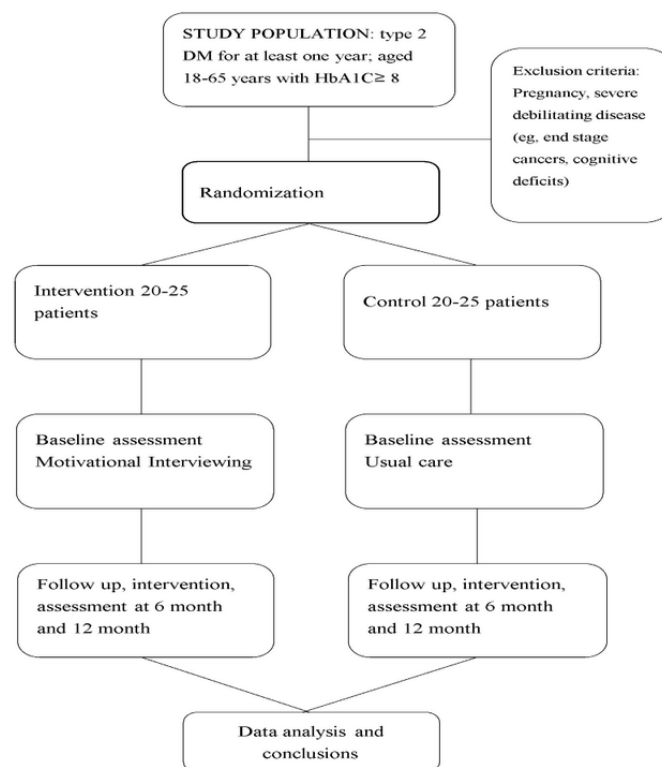 STUDY POPULATION: type 2
DM for at least one year; aged
18-65 years with HbA1C≥ 8
Exclusion criteria:
Pregnancy, severe
debilitating disease
(eg, end stage
cancers, cognitive
deficits)
Randomization
Intervention 20-25
patients
Control 20-25 patients
Baseline assessment
Motivational Interviewing
Baseline assessment
Usual care
Follow up, intervention,
assessment at 6 month
and 12 month
Follow up, intervention,
assessment at 6 month
and 12 month
Data analysis and
conclusions